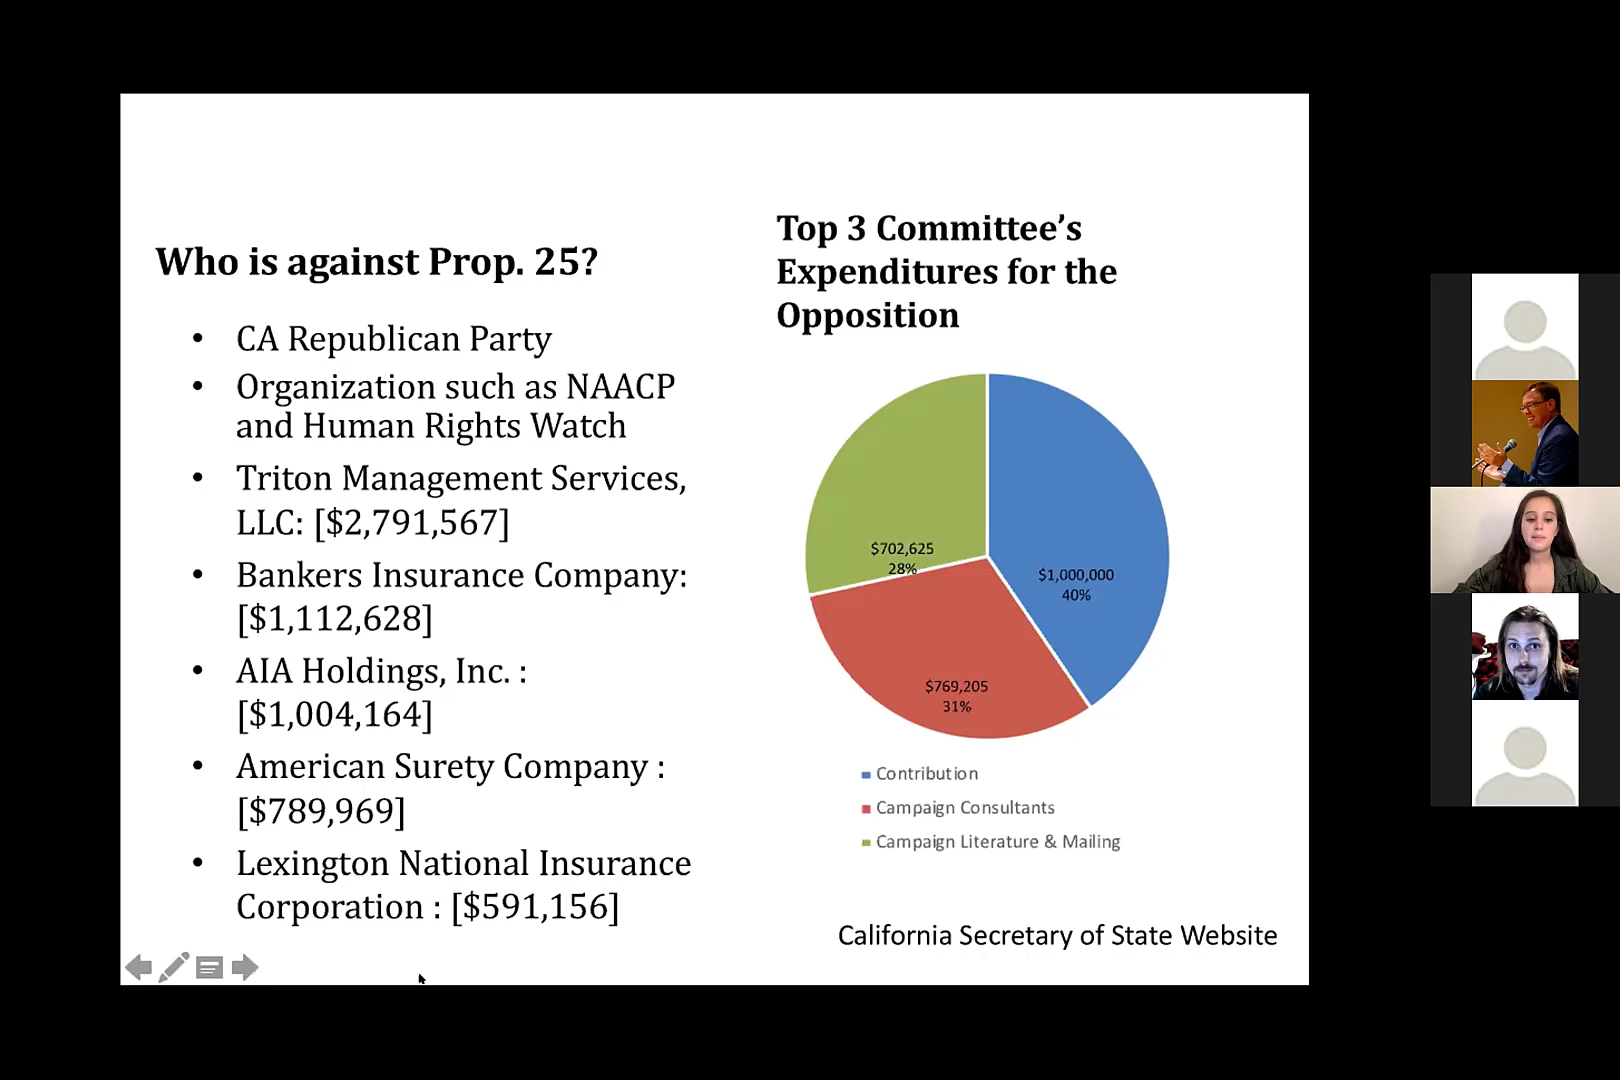 Who is against Prop. 25?
• CA Republican Party
• Organization such as NAACP
and Human Rights Watch
• Triton Management Services,
LLC: [$2,791,567]
• Bankers Insurance Company:
[$1,112,628]
• AIA Holdings, Inc. :
[$1,004,164]
• American Surety Company :
[$789,969]
• Lexington National Insurance
Corporation : [$591,156]
Top 3 Committee’s
Expenditures for the
Opposition
$702,625
28%
$1,000,000
40%
$769,205
31%
Contribution
Campaign Consultants
Campaign Literature & Mailing
California Secretary of State Website